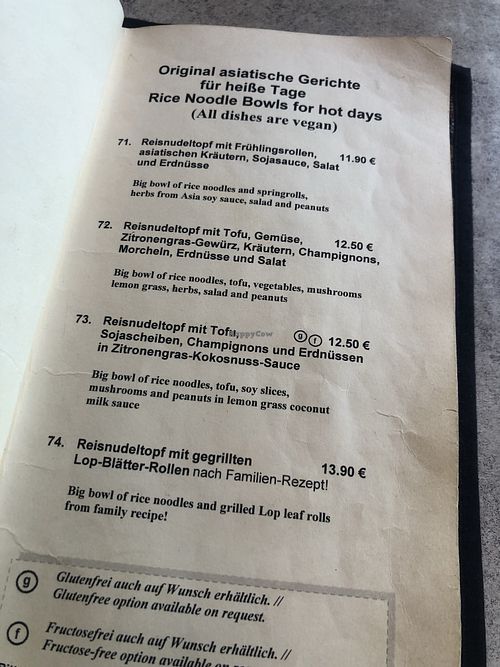 Original asiatische Gerichte
für heiße Tage
Rice Noodle Bowls for hot days
(All dishes are vegan)
71. Reisnudeltopf mit Frühlingsrollen, 11.90 €
asiatischen Kräutern, Sojasauce, Salat
und Erdnüsse
Big bowl of rice noodles and springrolls,
herbs from Asia soy sauce, salad and peanuts
72. Reisnudeltopf mit Tofu, Gemüse, 12.50 €
Zitronengras-Gewürz, Kräutern, Champignons,
Morcheln, Erdnüsse und Salat
Big bowl of rice noodles, tofu, vegetables, mushrooms
lemon grass, herbs, salad and peanuts
73. Reisnudeltopf mit Tofu, g f 12.50 €
Sojascheiben, Champignons und Erdnüssen
in Zitronengras-Kokosnuss-Sauce
Big bowl of rice noodles, tofu, soy slices,
mushrooms and peanuts in lemon grass coconut
milk sauce
74. Reisnudeltopf mit gegrillten 13.90 €
Lop-Blätter-Rollen nach Familien-Rezept!
Big bowl of rice noodles and grilled Lop leaf rolls
from family recipe!
g Glutenfrei auch auf Wunsch erhältlich. //
Glutenfree option available on request.
f Fructosefrei auch auf Wunsch erhältlich. //
Fructose-free option available on
HappyCow